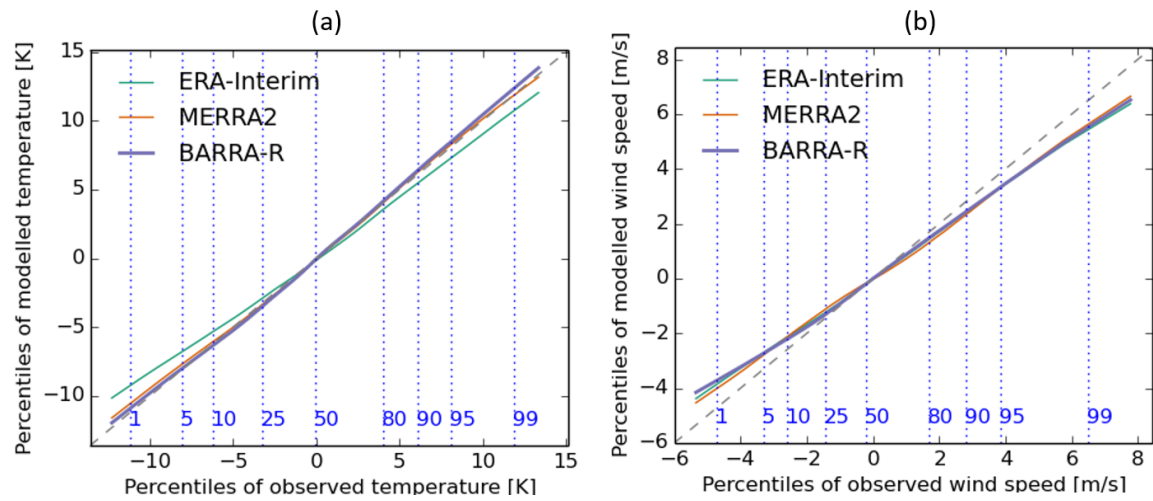 (a)
Percentiles of modelled temperature [K]
15
10
5
0
−5
−10
ERA-Interim
MERRA2
BARRA-R
1 5 10 25 50 80 90 95 99
−10 −5 0 5 10 15
Percentiles of observed temperature [K]
(b)
Percentiles of modelled wind speed [m/s]
8
6
4
2
0
−2
−4
−6
ERA-Interim
MERRA2
BARRA-R
1 5 10 25 50 80 90 95 99
−6 −4 −2 0 2 4 6 8
Percentiles of observed wind speed [m/s]